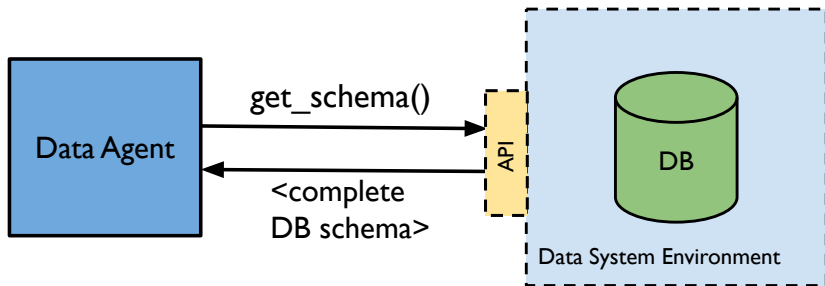 Data Agent
get_schema()
<complete
DB schema>
API
DB
Data System Environment